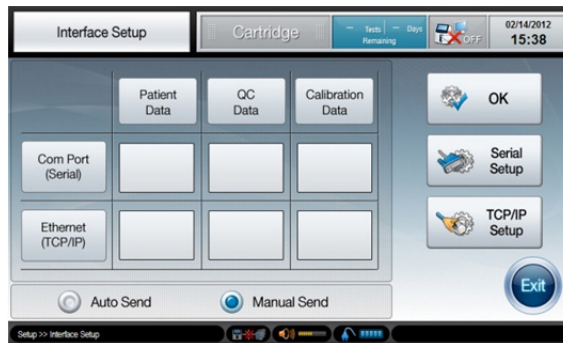 Interface Setup
Cartridge
– Tests – Days
Remaining
OFF
02/14/2012
15:38
Patient
Data
QC
Data
Calibration
Data
OK
Com Port
(Serial)
Serial
Setup
Ethernet
(TCP/IP)
TCP/IP
Setup
Auto Send
Manual Send
Exit
Setup >> Interface Setup